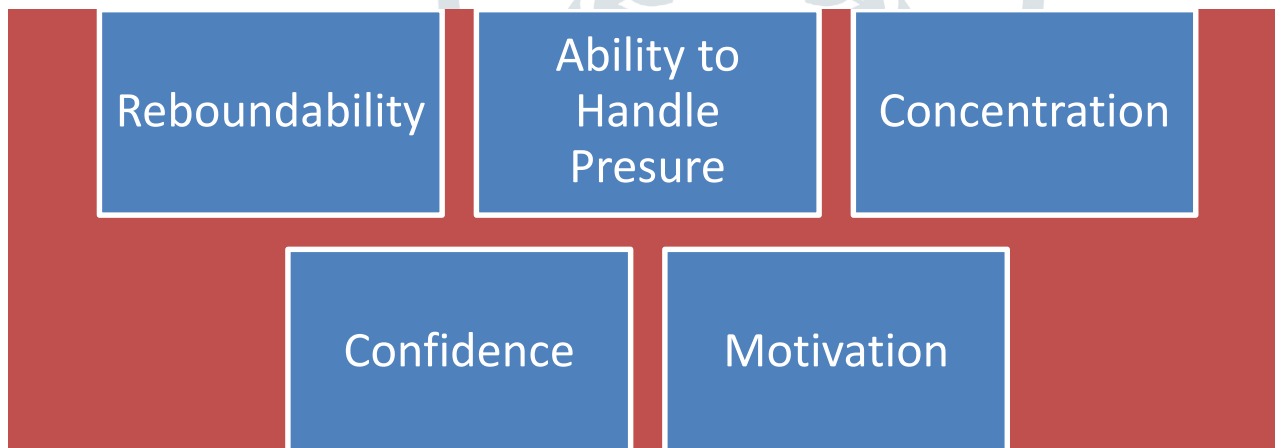 Reboundability
Ability to
Handle
Presure
Concentration
Confidence
Motivation